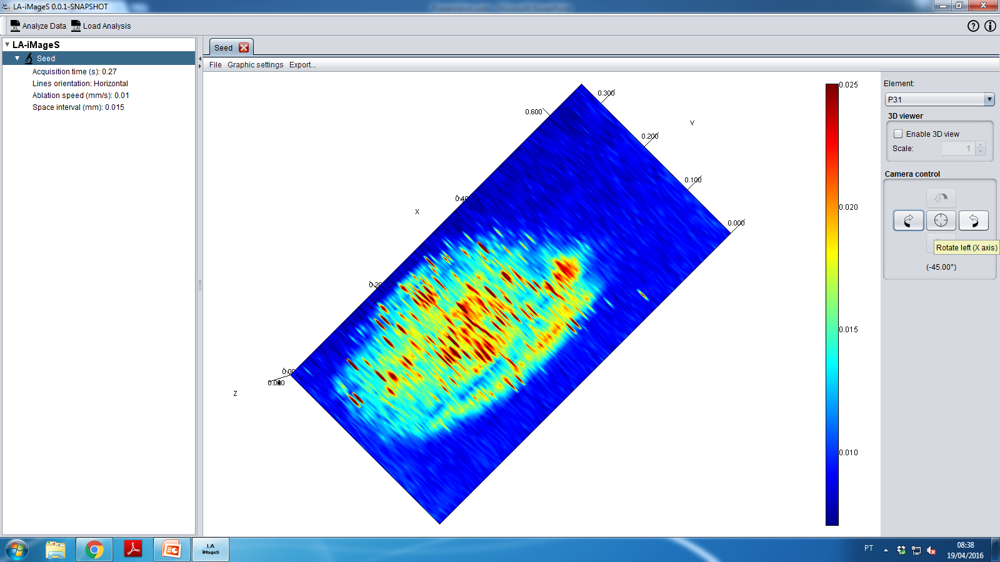 LA-iMageS 0.0.1-SNAPSHOT
Analyze Data Load Analysis
LA-iMageS
Seed
Acquisition time (s): 0.27
Lines orientation: Horizontal
Ablation speed (mm/s): 0.01
Space interval (mm): 0.015
Seed
File Graphic settings Export...
0.300
0.600
Y
0.200
0.100
0.40
X
0.000
0.20
0.00
Z
0.025
0.020
0.015
0.010
Element:
P31
3D viewer
Enable 3D view
Scale: 1
Camera control
Rotate left (X axis)
(-45.00°)
LA
iMageS
PT
08:38
19/04/2016